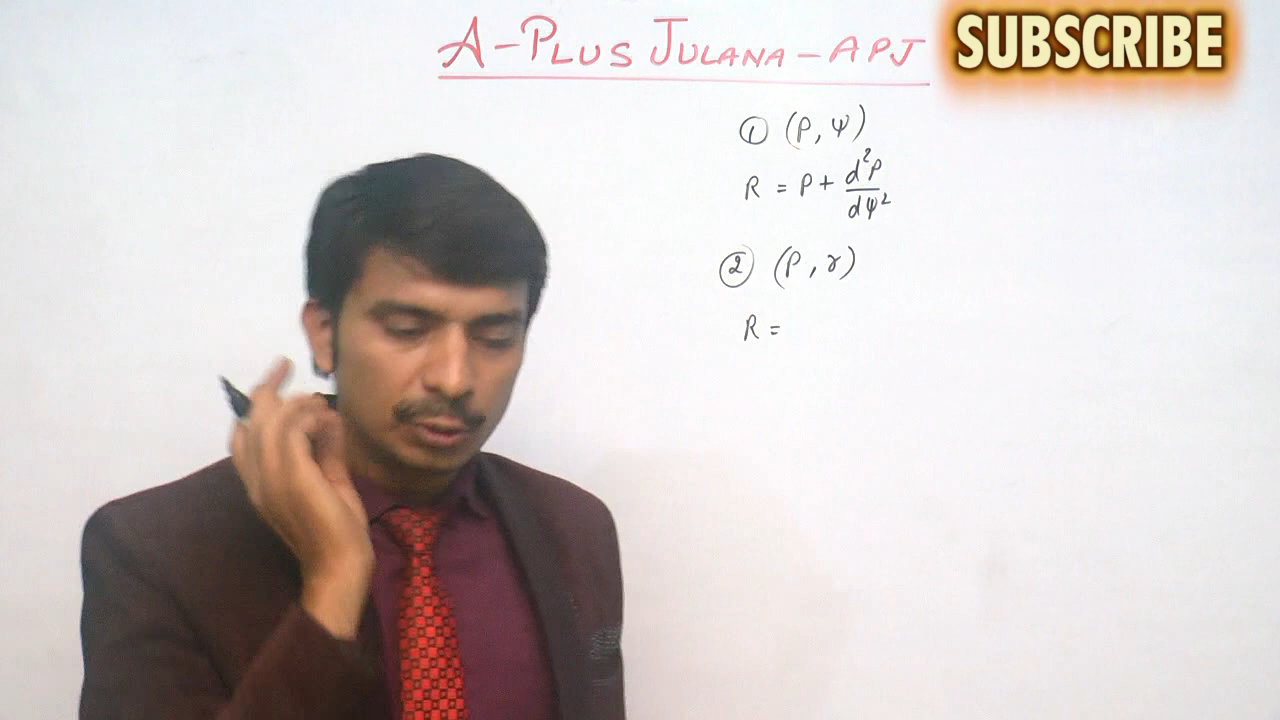 A-PLUS JULANA-APJ
SUBSCRIBE
① (P, ψ)
R = P + d²P/dψ²
② (P, r)
R =